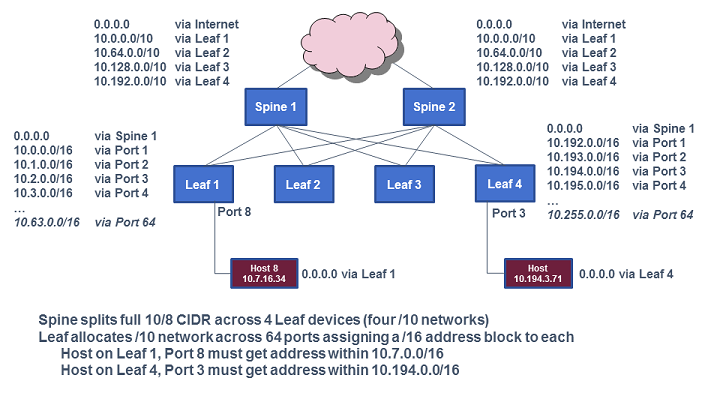 0.0.0.0 via Internet
10.0.0.0/10 via Leaf 1
10.64.0.0/10 via Leaf 2
10.128.0.0/10 via Leaf 3
10.192.0.0/10 via Leaf 4
0.0.0.0 via Internet
10.0.0.0/10 via Leaf 1
10.64.0.0/10 via Leaf 2
10.128.0.0/10 via Leaf 3
10.192.0.0/10 via Leaf 4
Spine 1
Spine 2
0.0.0.0 via Spine 1
10.0.0.0/16 via Port 1
10.1.0.0/16 via Port 2
10.2.0.0/16 via Port 3
10.3.0.0/16 via Port 4
...
10.63.0.0/16 via Port 64
Leaf 1
Leaf 2
Leaf 3
Leaf 4
0.0.0.0 via Spine 1
10.192.0.0/16 via Port 1
10.193.0.0/16 via Port 2
10.194.0.0/16 via Port 3
10.195.0.0/16 via Port 4
...
10.255.0.0/16 via Port 64
Port 8
Port 3
Host 8
10.7.16.34
0.0.0.0 via Leaf 1
Host
10.194.3.71
0.0.0.0 via Leaf 4
Spine splits full 10/8 CIDR across 4 Leaf devices (four /10 networks)
Leaf allocates /10 network across 64 ports assigning a /16 address block to each
Host on Leaf 1, Port 8 must get address within 10.7.0.0/16
Host on Leaf 4, Port 3 must get address within 10.194.0.0/16